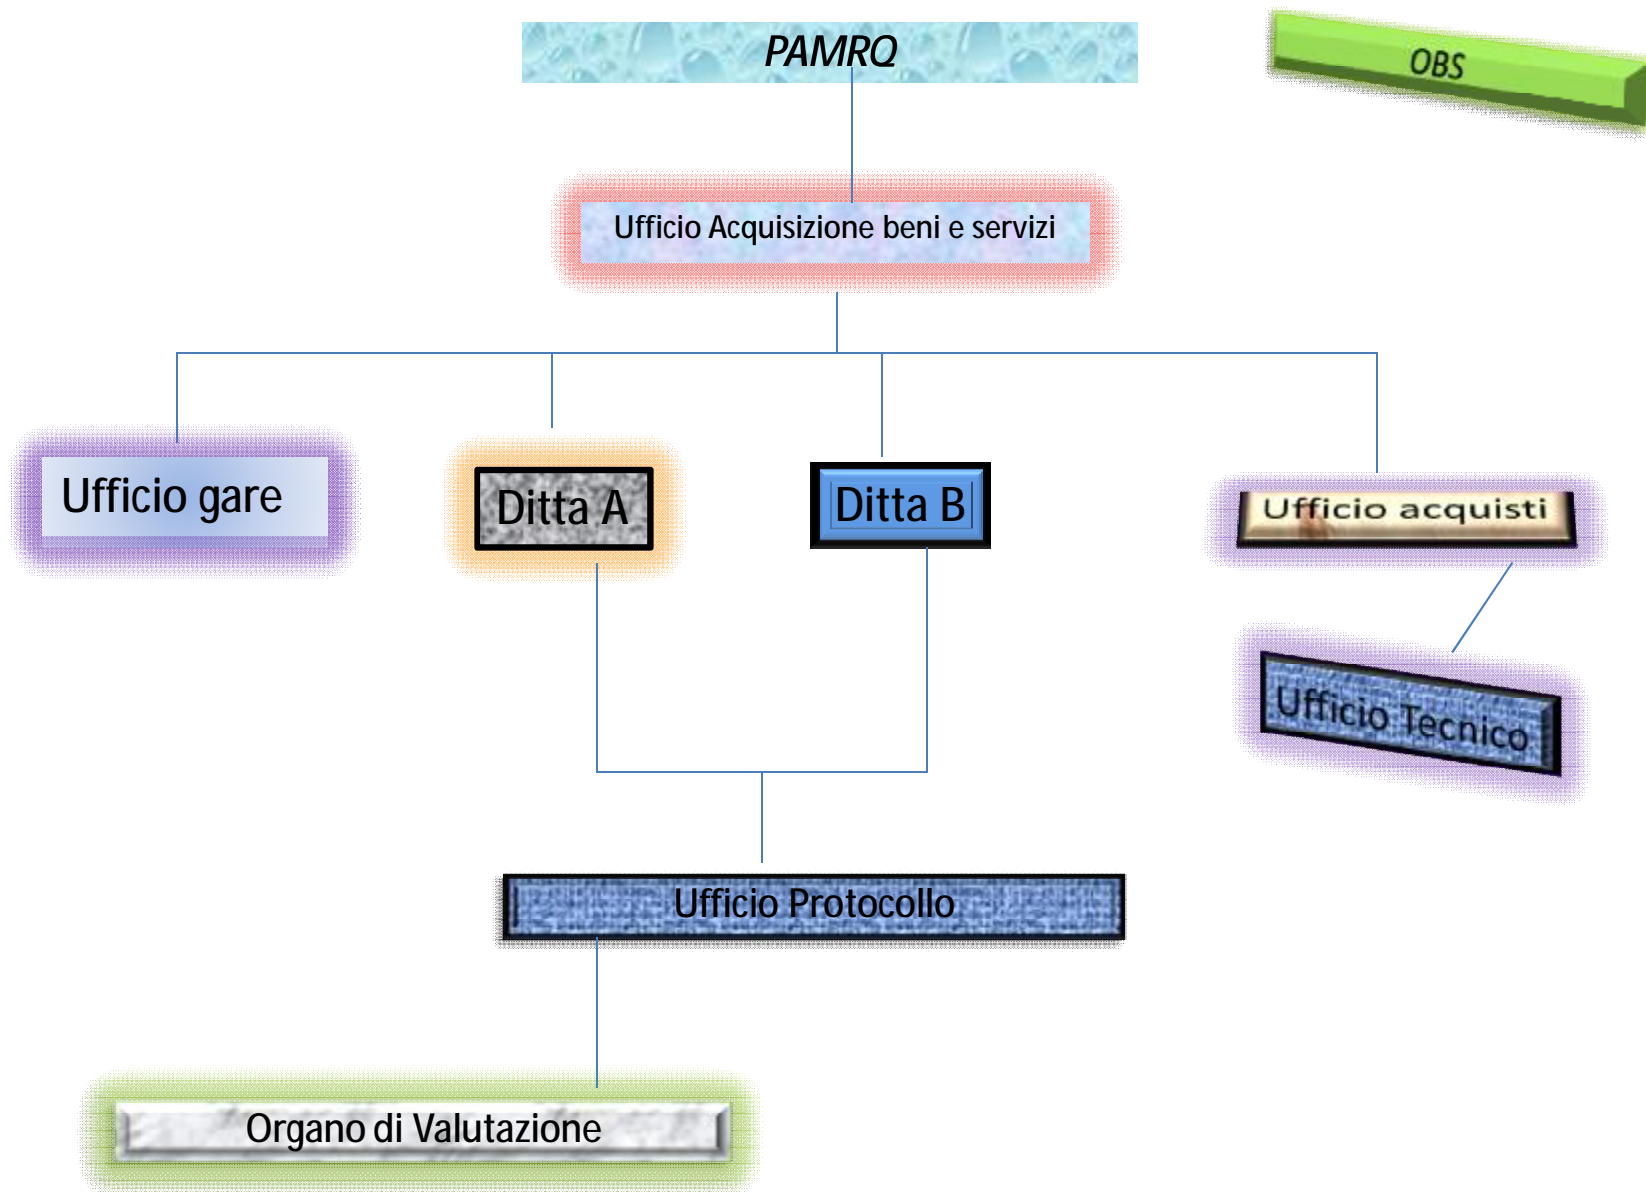 PAMRQ
OBS
Ufficio Acquisizione beni e servizi
Ufficio gare
Ditta A
Ditta B
Ufficio acquisti
Ufficio Tecnico
Ufficio Protocollo
Organo di Valutazione